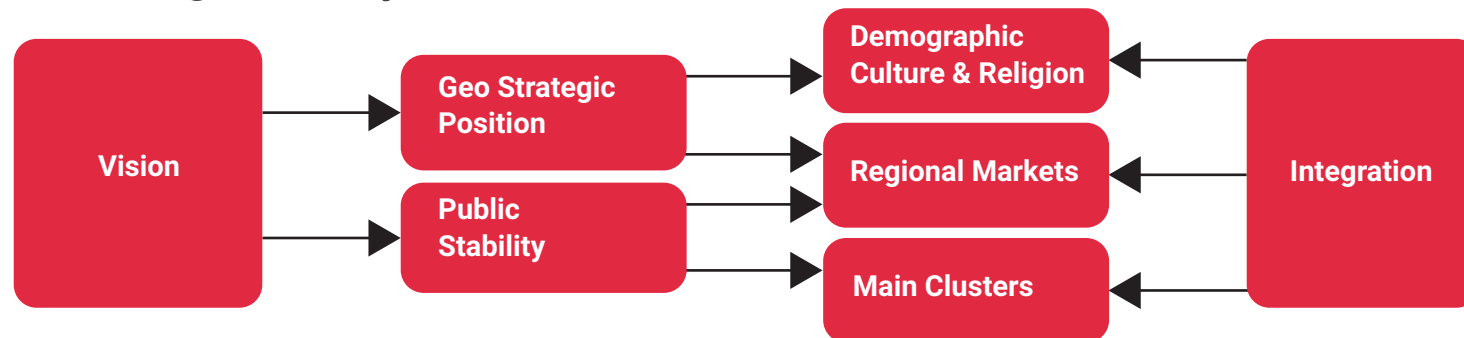 Vision
Geo Strategic
Position
Public
Stability
Demographic
Culture & Religion
Regional Markets
Main Clusters
Integration